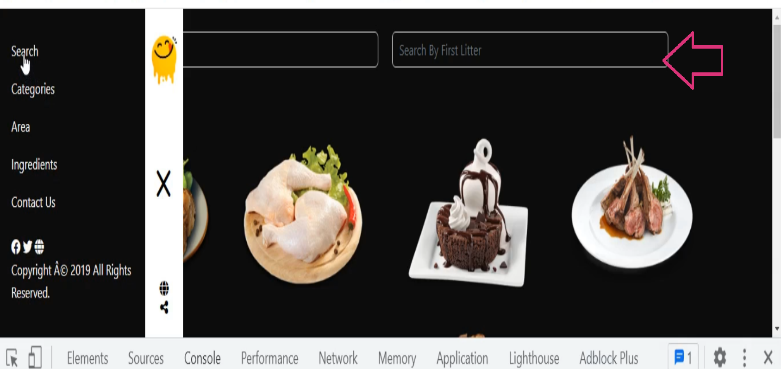 Search
Categories
Area
Ingredients
Contact Us
Copyright Â© 2019 All Rights
Reserved.
Search By First Litter
Elements Sources Console Performance Network Memory Application Lighthouse Adblock Plus 1